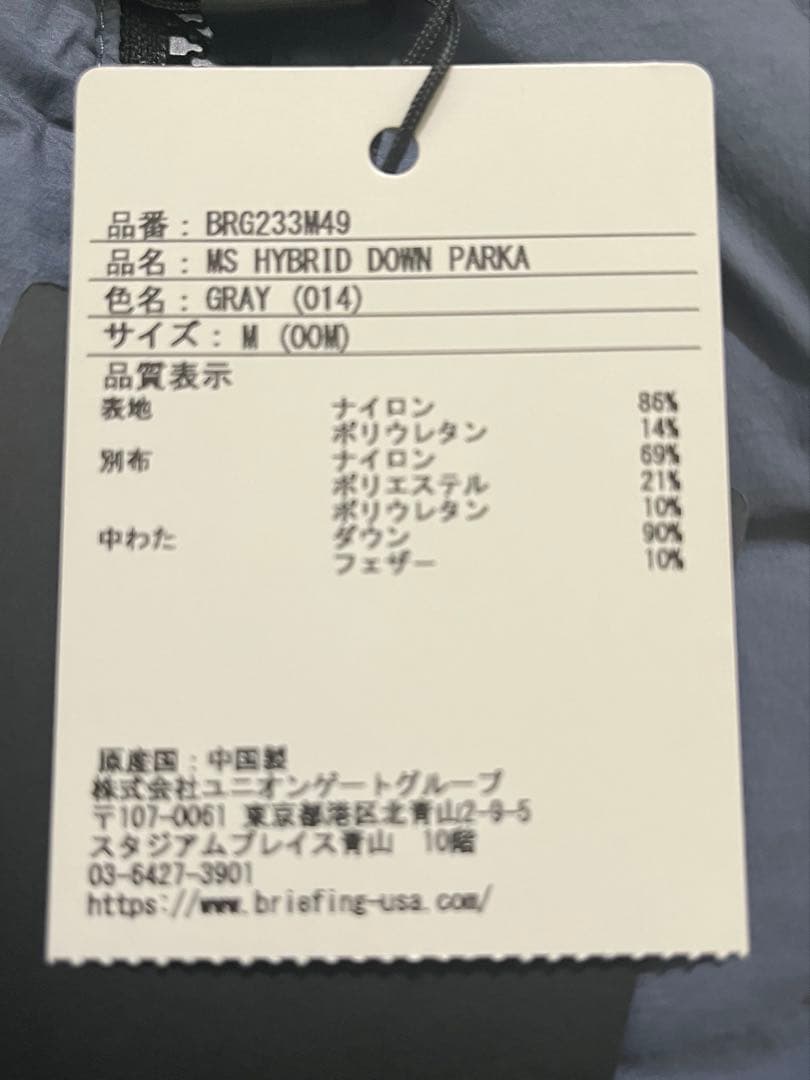 品番：BRG233M49
品名：MS HYBRID DOWN PARKA
色名：GRAY (014)
サイズ：M (00M)
品質表示
表地 ナイロン 86%
ポリウレタン 14%
別布 ナイロン 69%
ポリエステル 21%
ポリウレタン 10%
中わた ダウン 90%
フェザー 10%
原産国：中国製
株式会社ユニオンゲートグループ
〒107-0061 東京都港区北青山2-9-5
スタジアムプレイス青山 10階
03-6427-3901
https://www.briefing-usa.com/